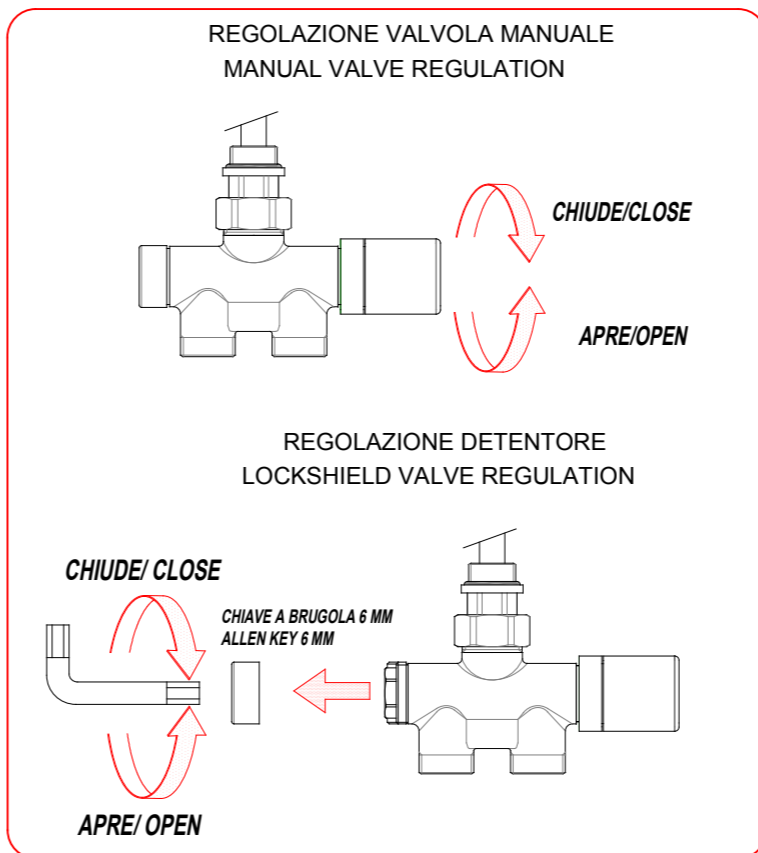 REGOLAZIONE VALVOLA MANUALE
MANUAL VALVE REGULATION
CHIUDE/CLOSE
APRE/OPEN
REGOLAZIONE DETENTORE
LOCKSHIELD VALVE REGULATION
CHIUDE/ CLOSE
CHIAVE A BRUGOLA 6 MM
ALLEN KEY 6 MM
APRE/ OPEN